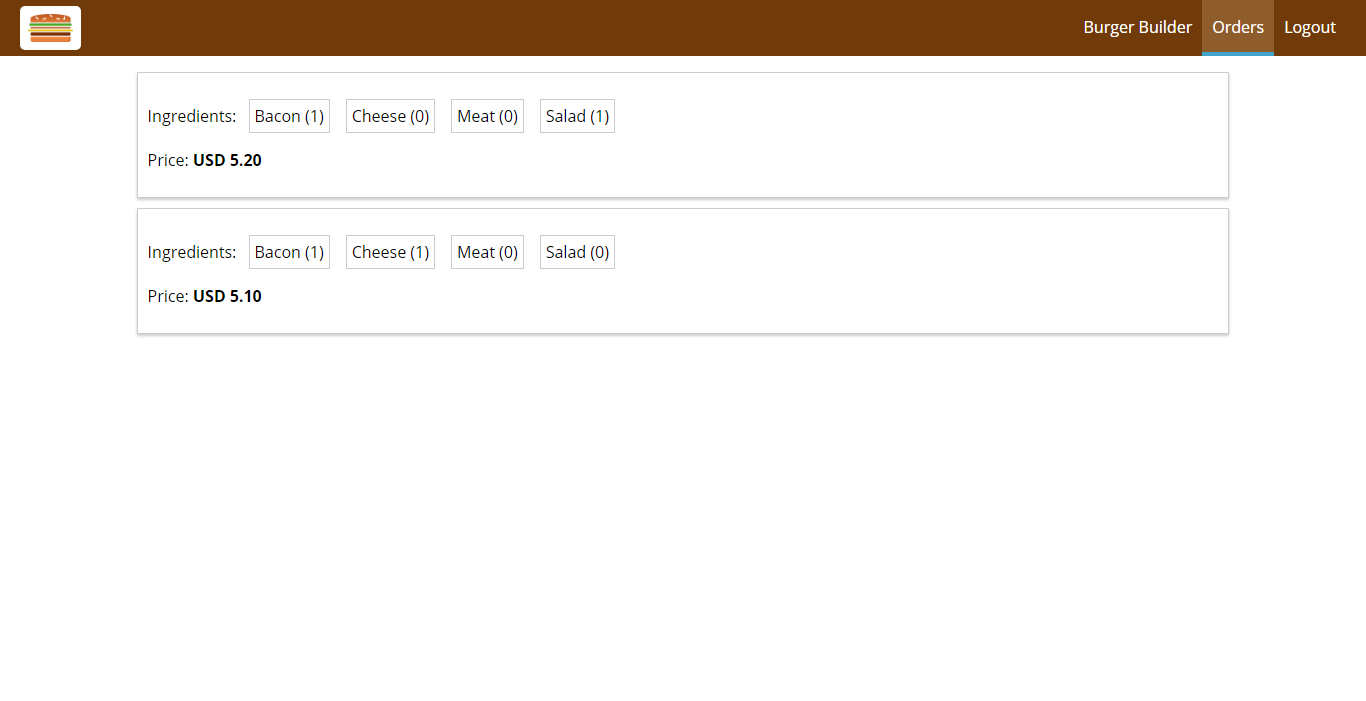 Burger Builder Orders Logout
Ingredients: Bacon (1) Cheese (0) Meat (0) Salad (1)
Price: USD 5.20
Ingredients: Bacon (1) Cheese (1) Meat (0) Salad (0)
Price: USD 5.10